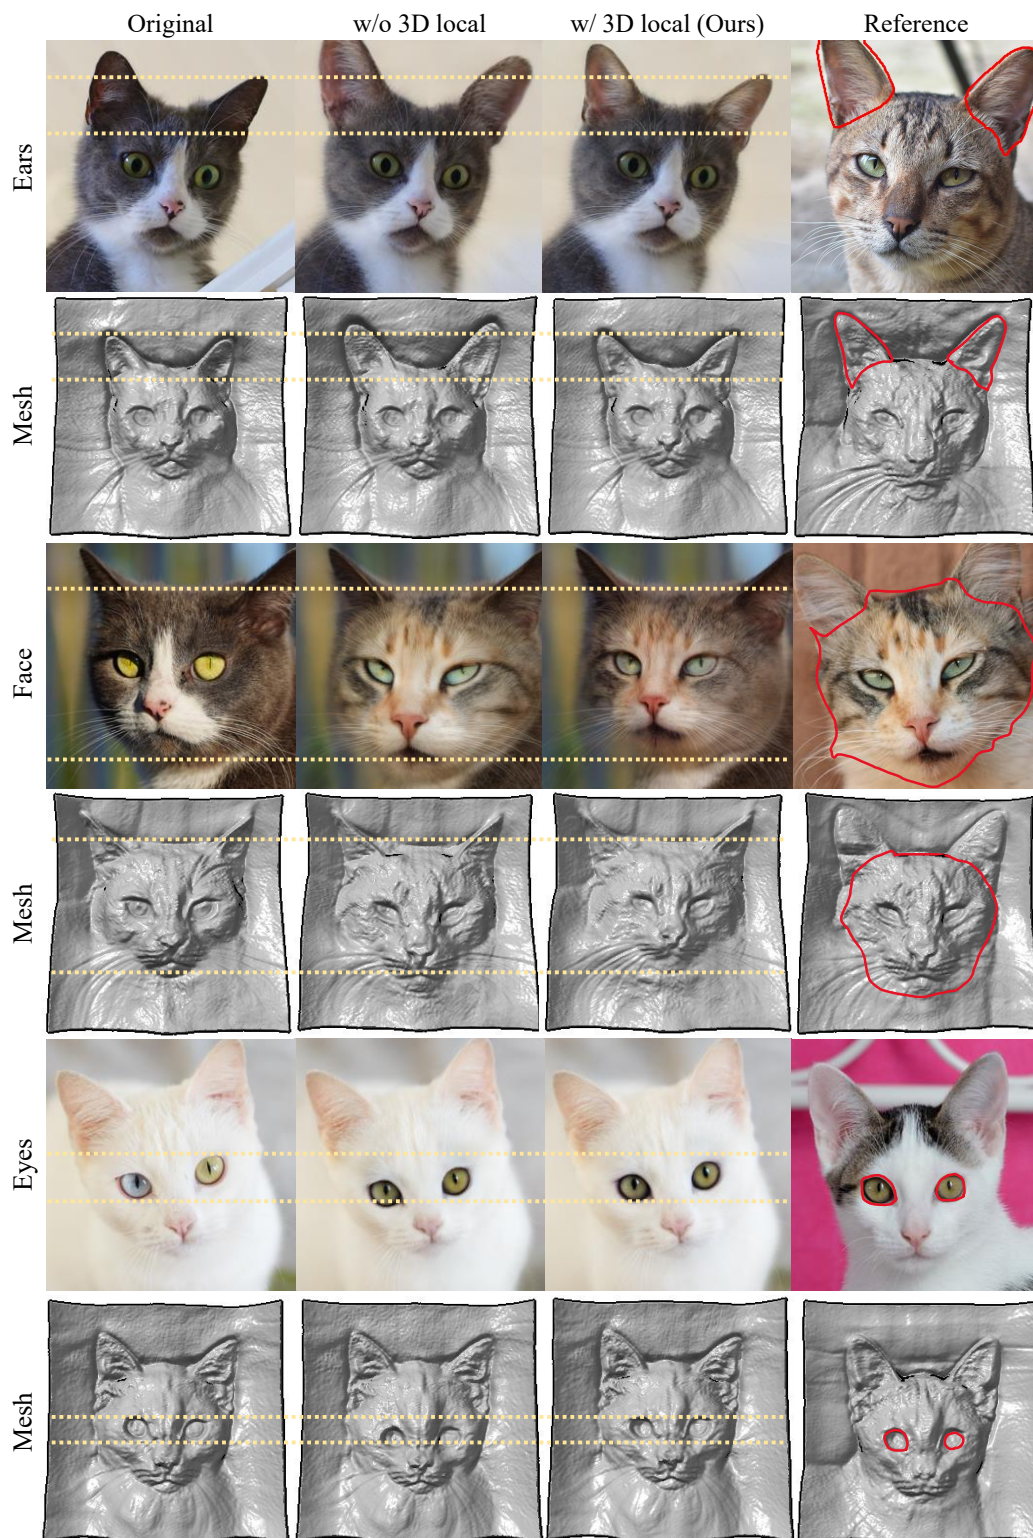 Original w/o 3D local w/ 3D local (Ours) Reference
Ears
Mesh
Face
Mesh
Eyes
Mesh